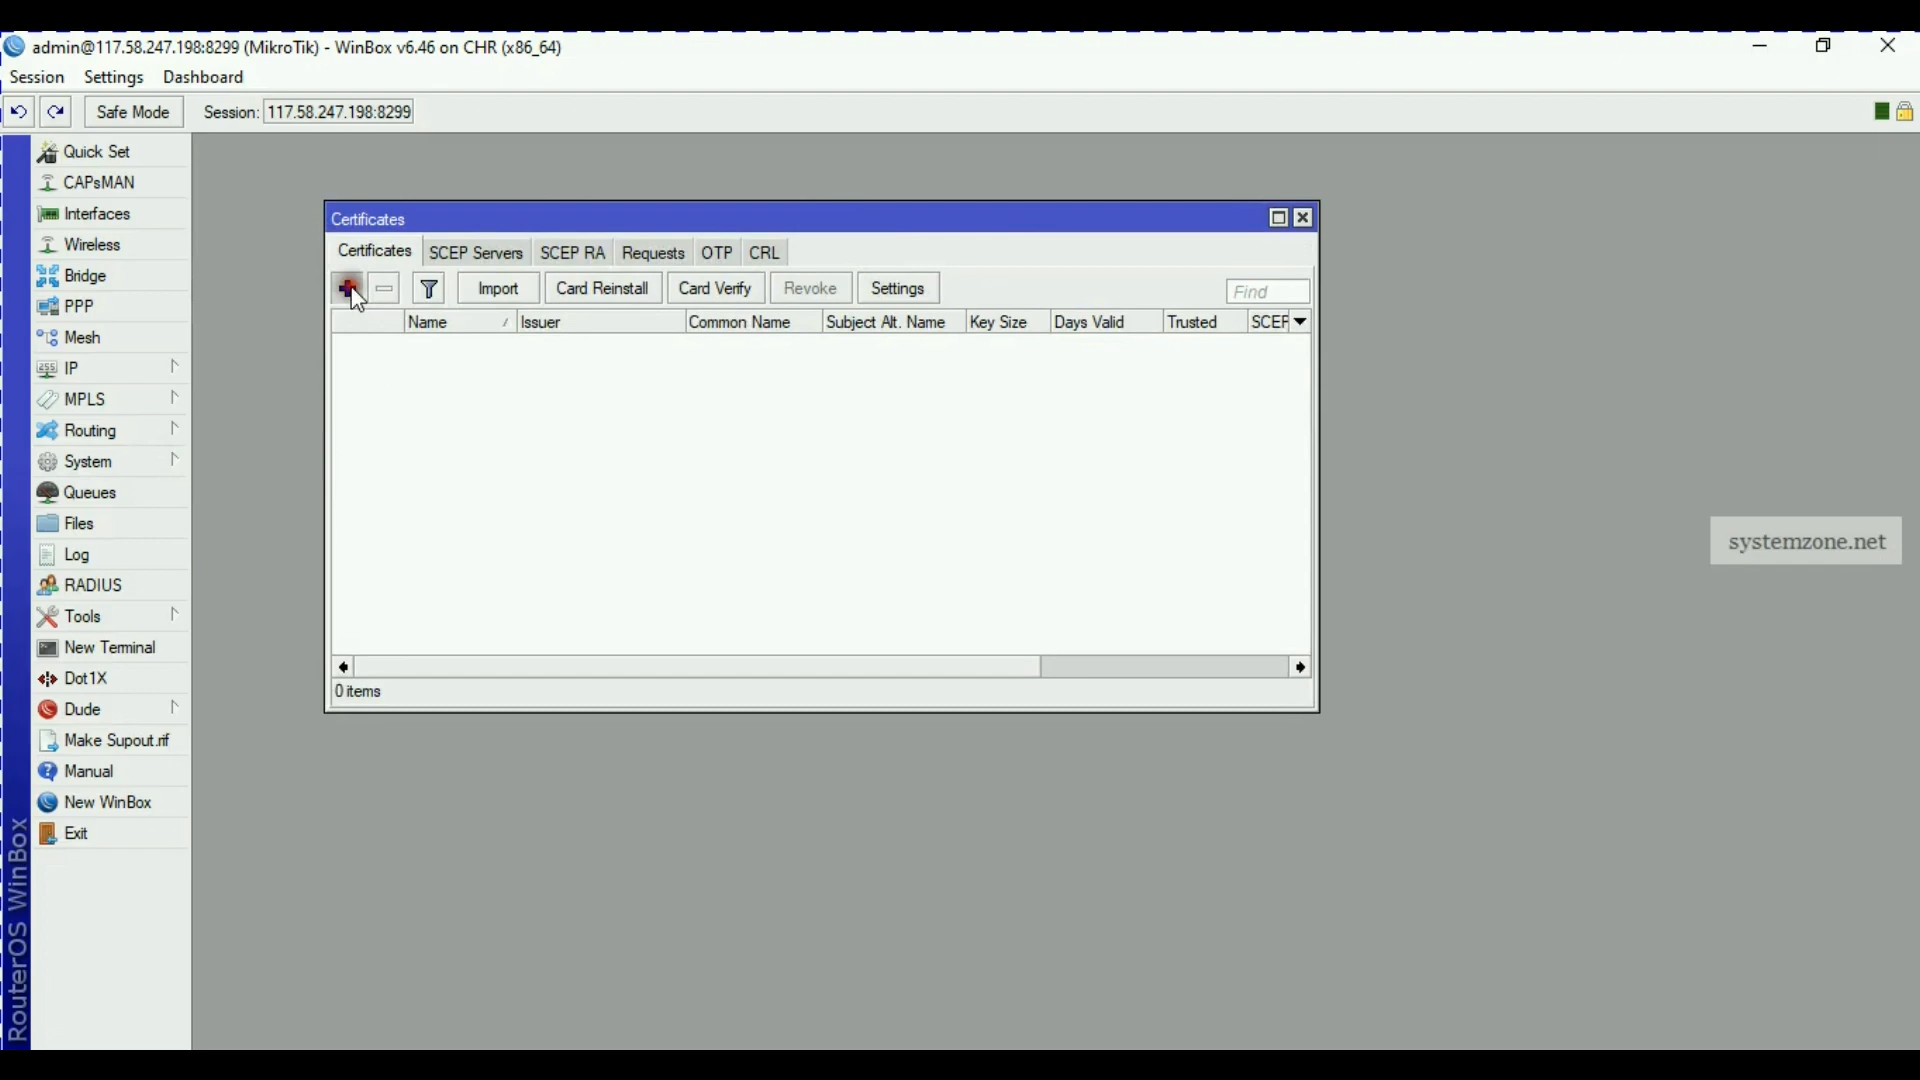 admin@117.58.247.198:8299 (MikroTik) - WinBox v6.46 on CHR (x86_64)
Session Settings Dashboard
Safe Mode Session: 117.58.247.198:8299
Quick Set
CAPsMAN
Interfaces
Wireless
Bridge
PPP
Mesh
IP
MPLS
Routing
System
Queues
Files
Log
RADIUS
Tools
New Terminal
Dot1X
Dude
Make Supout.rif
Manual
New WinBox
Exit
RouterOS WinBox
Certificates
Certificates SCEP Servers SCEP RA Requests OTP CRL
Import Card Reinstall Card Verify Revoke Settings Find
Name Issuer Common Name Subject Alt. Name Key Size Days Valid Trusted SCEP
0 items
systemzone.net